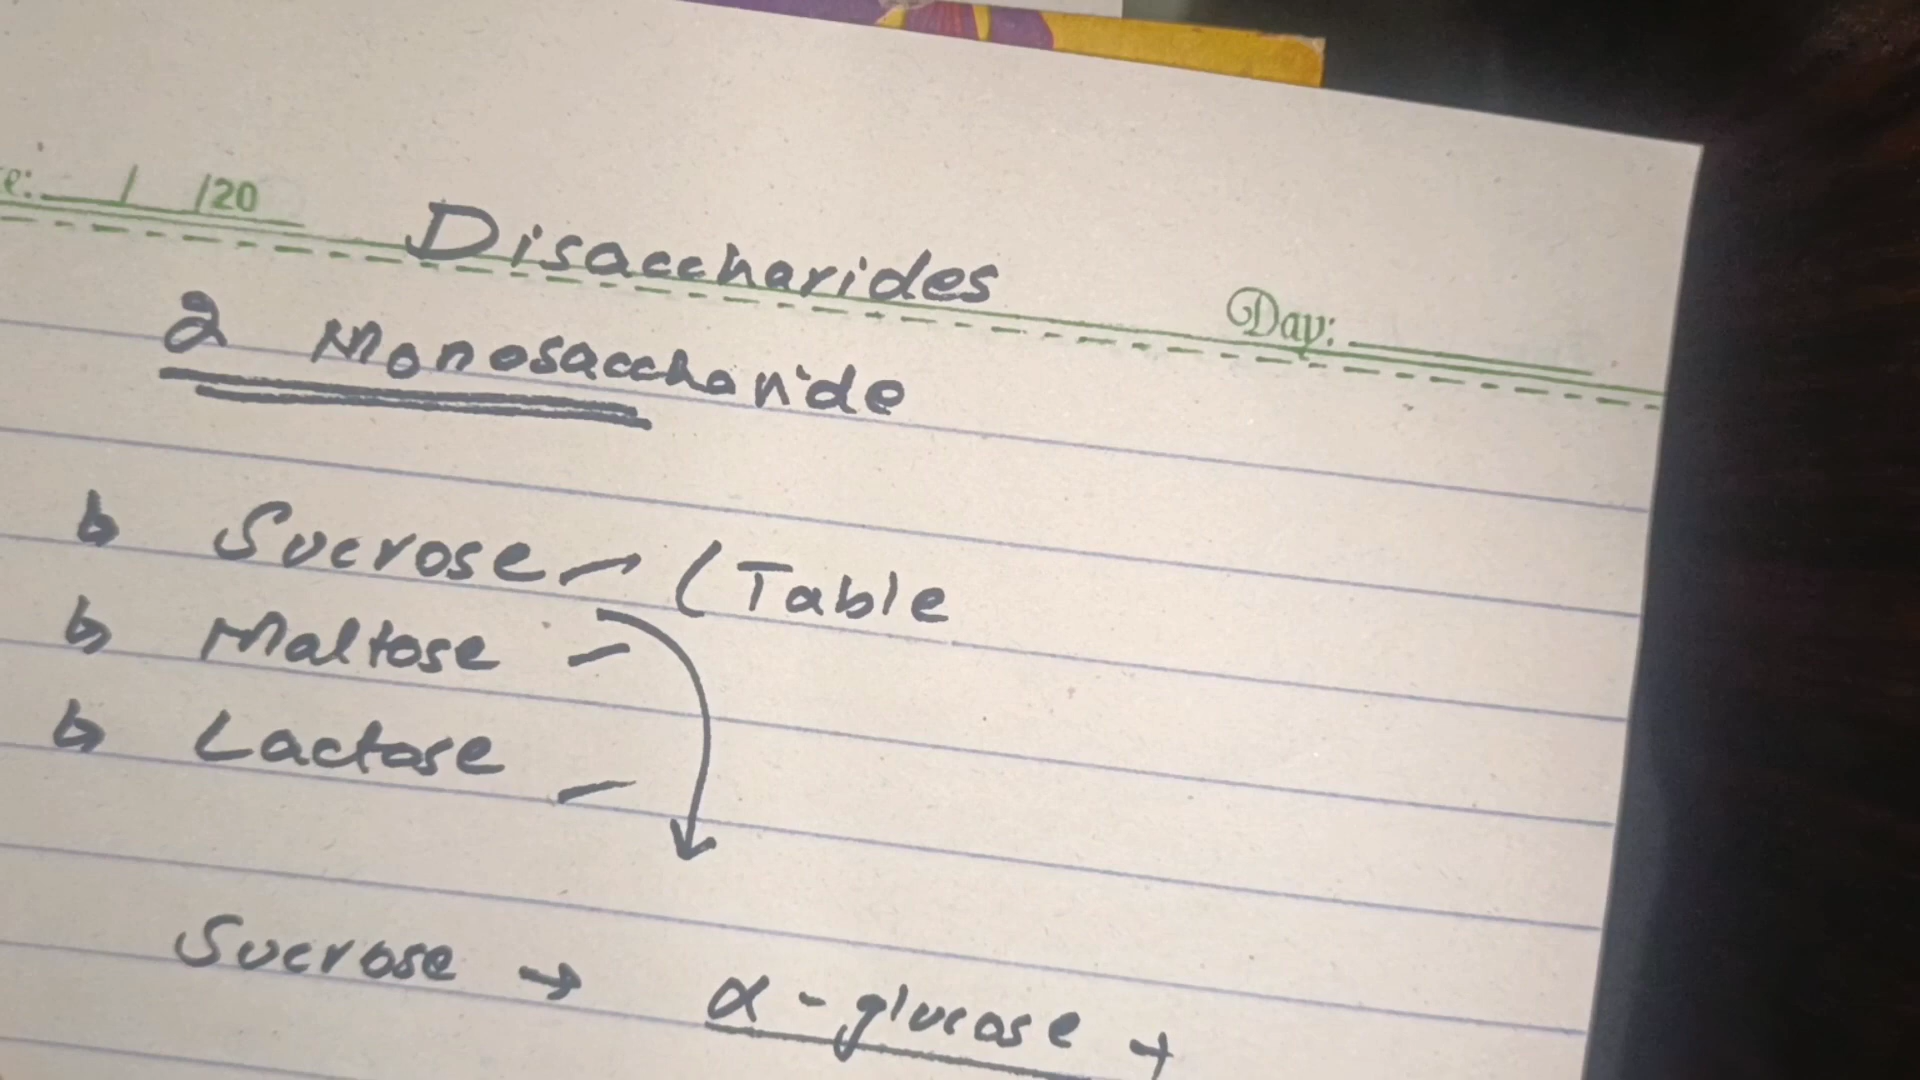 / /20
Disaccharides
Day:
2 Monosaccharide
↳ Sucrose - (Table
↳ Maltose -
↳ Lactose -
Sucrose → α - glucose +